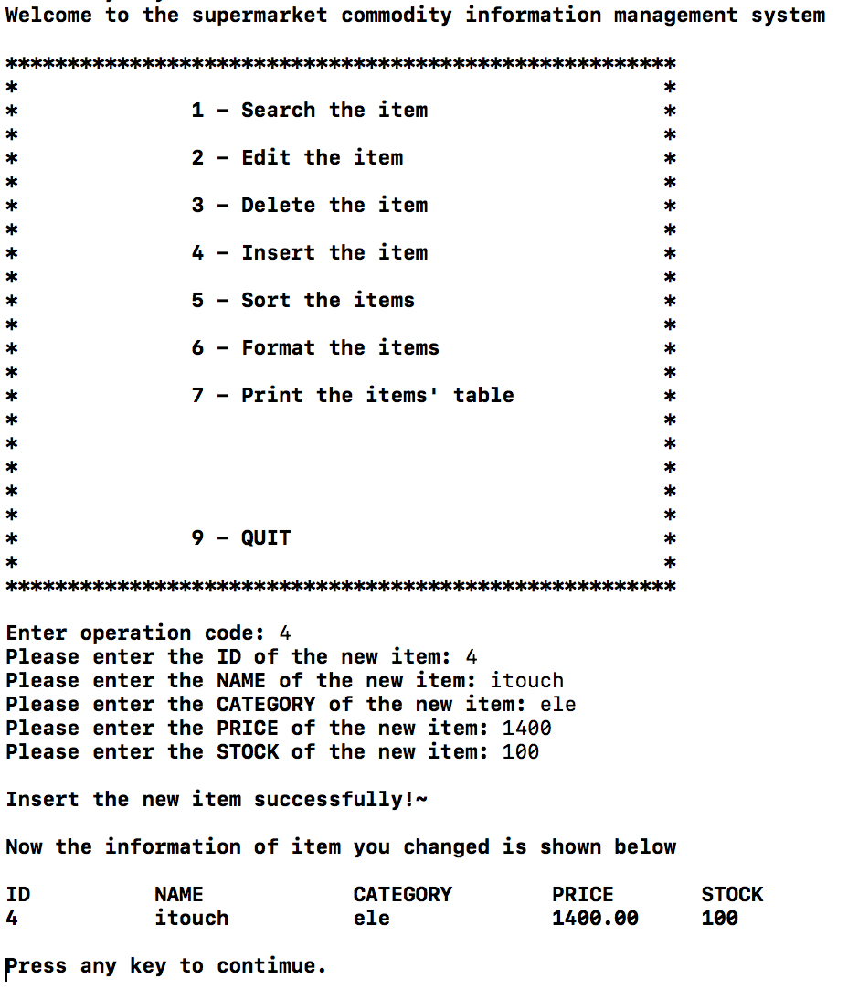 Welcome to the supermarket commodity information management system
******************************************************
*                                                    *
*              1 – Search the item                   *
*                                                    *
*              2 – Edit the item                     *
*                                                    *
*              3 – Delete the item                   *
*                                                    *
*              4 – Insert the item                   *
*                                                    *
*              5 – Sort the items                    *
*                                                    *
*              6 – Format the items                  *
*                                                    *
*              7 – Print the items' table            *
*                                                    *
*                                                    *
*                                                    *
*                                                    *
*                                                    *
*              9 – QUIT                              *
*                                                    *
******************************************************
Enter operation code: 4
Please enter the ID of the new item: 4
Please enter the NAME of the new item: itouch
Please enter the CATEGORY of the new item: ele
Please enter the PRICE of the new item: 1400
Please enter the STOCK of the new item: 100
Insert the new item successfully!~
Now the information of item you changed is shown below
ID          NAME            CATEGORY        PRICE       STOCK
4           itouch          ele             1400.00     100
Press any key to contimue.